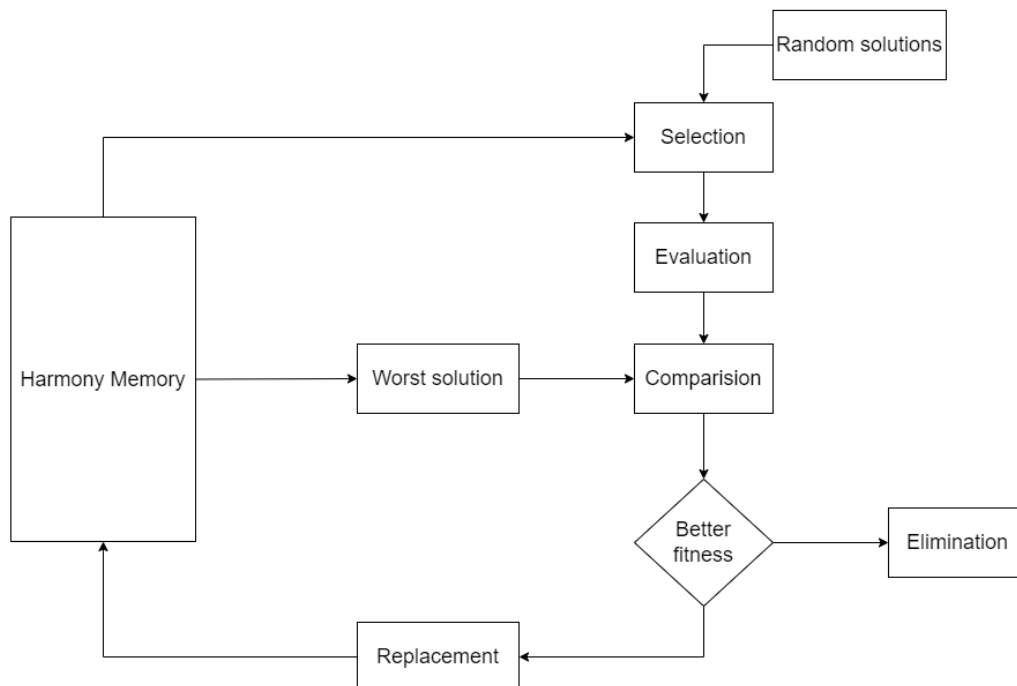 Random solutions
Selection
Evaluation
Harmony Memory
Worst solution
Comparision
Better
fitness
Elimination
Replacement